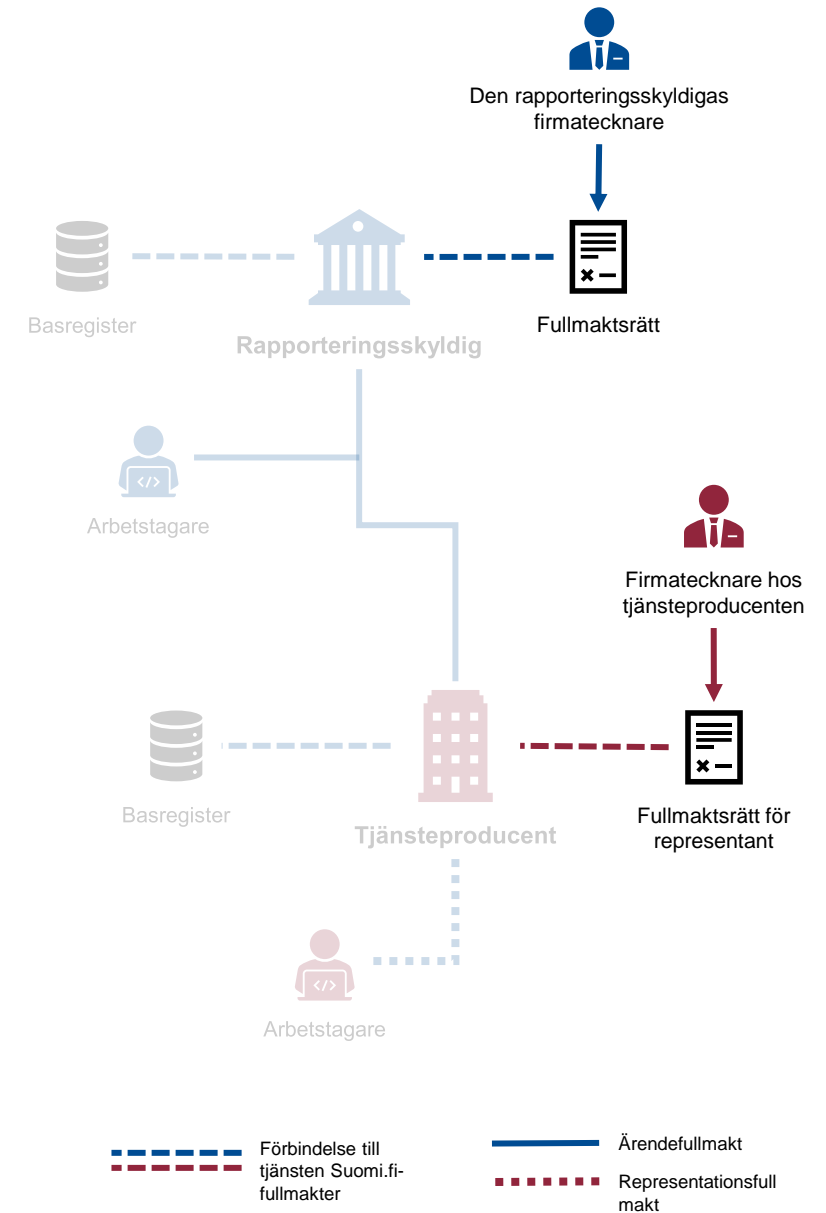 Den rapporteringsskyldigas
firmatecknare
Basregister
Rapporteringsskyldig
Fullmaktsrätt
Arbetstagare
Firmatecknare hos
tjänsteproducenten
Basregister
Tjänsteproducent
Fullmaktsrätt för
representant
Arbetstagare
Förbindelse till
tjänsten Suomi.fi-
fullmakter
Ärendefullmakt
Representationsfull
makt